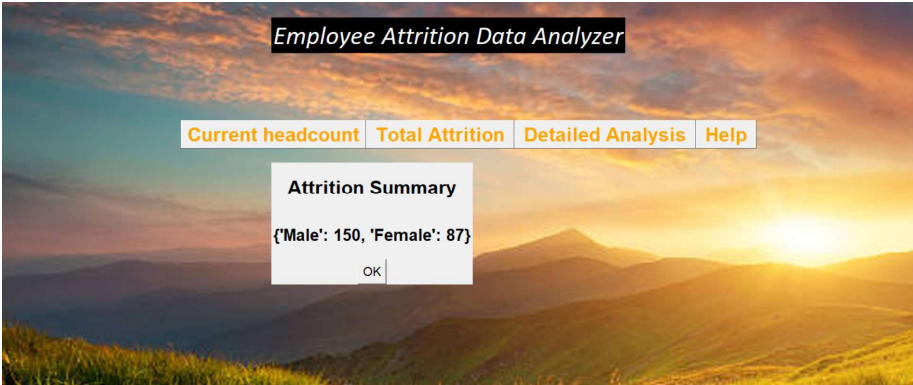 Employee Attrition Data Analyzer
Current headcount Total Attrition Detailed Analysis Help
Attrition Summary
{'Male': 150, 'Female': 87}
OK